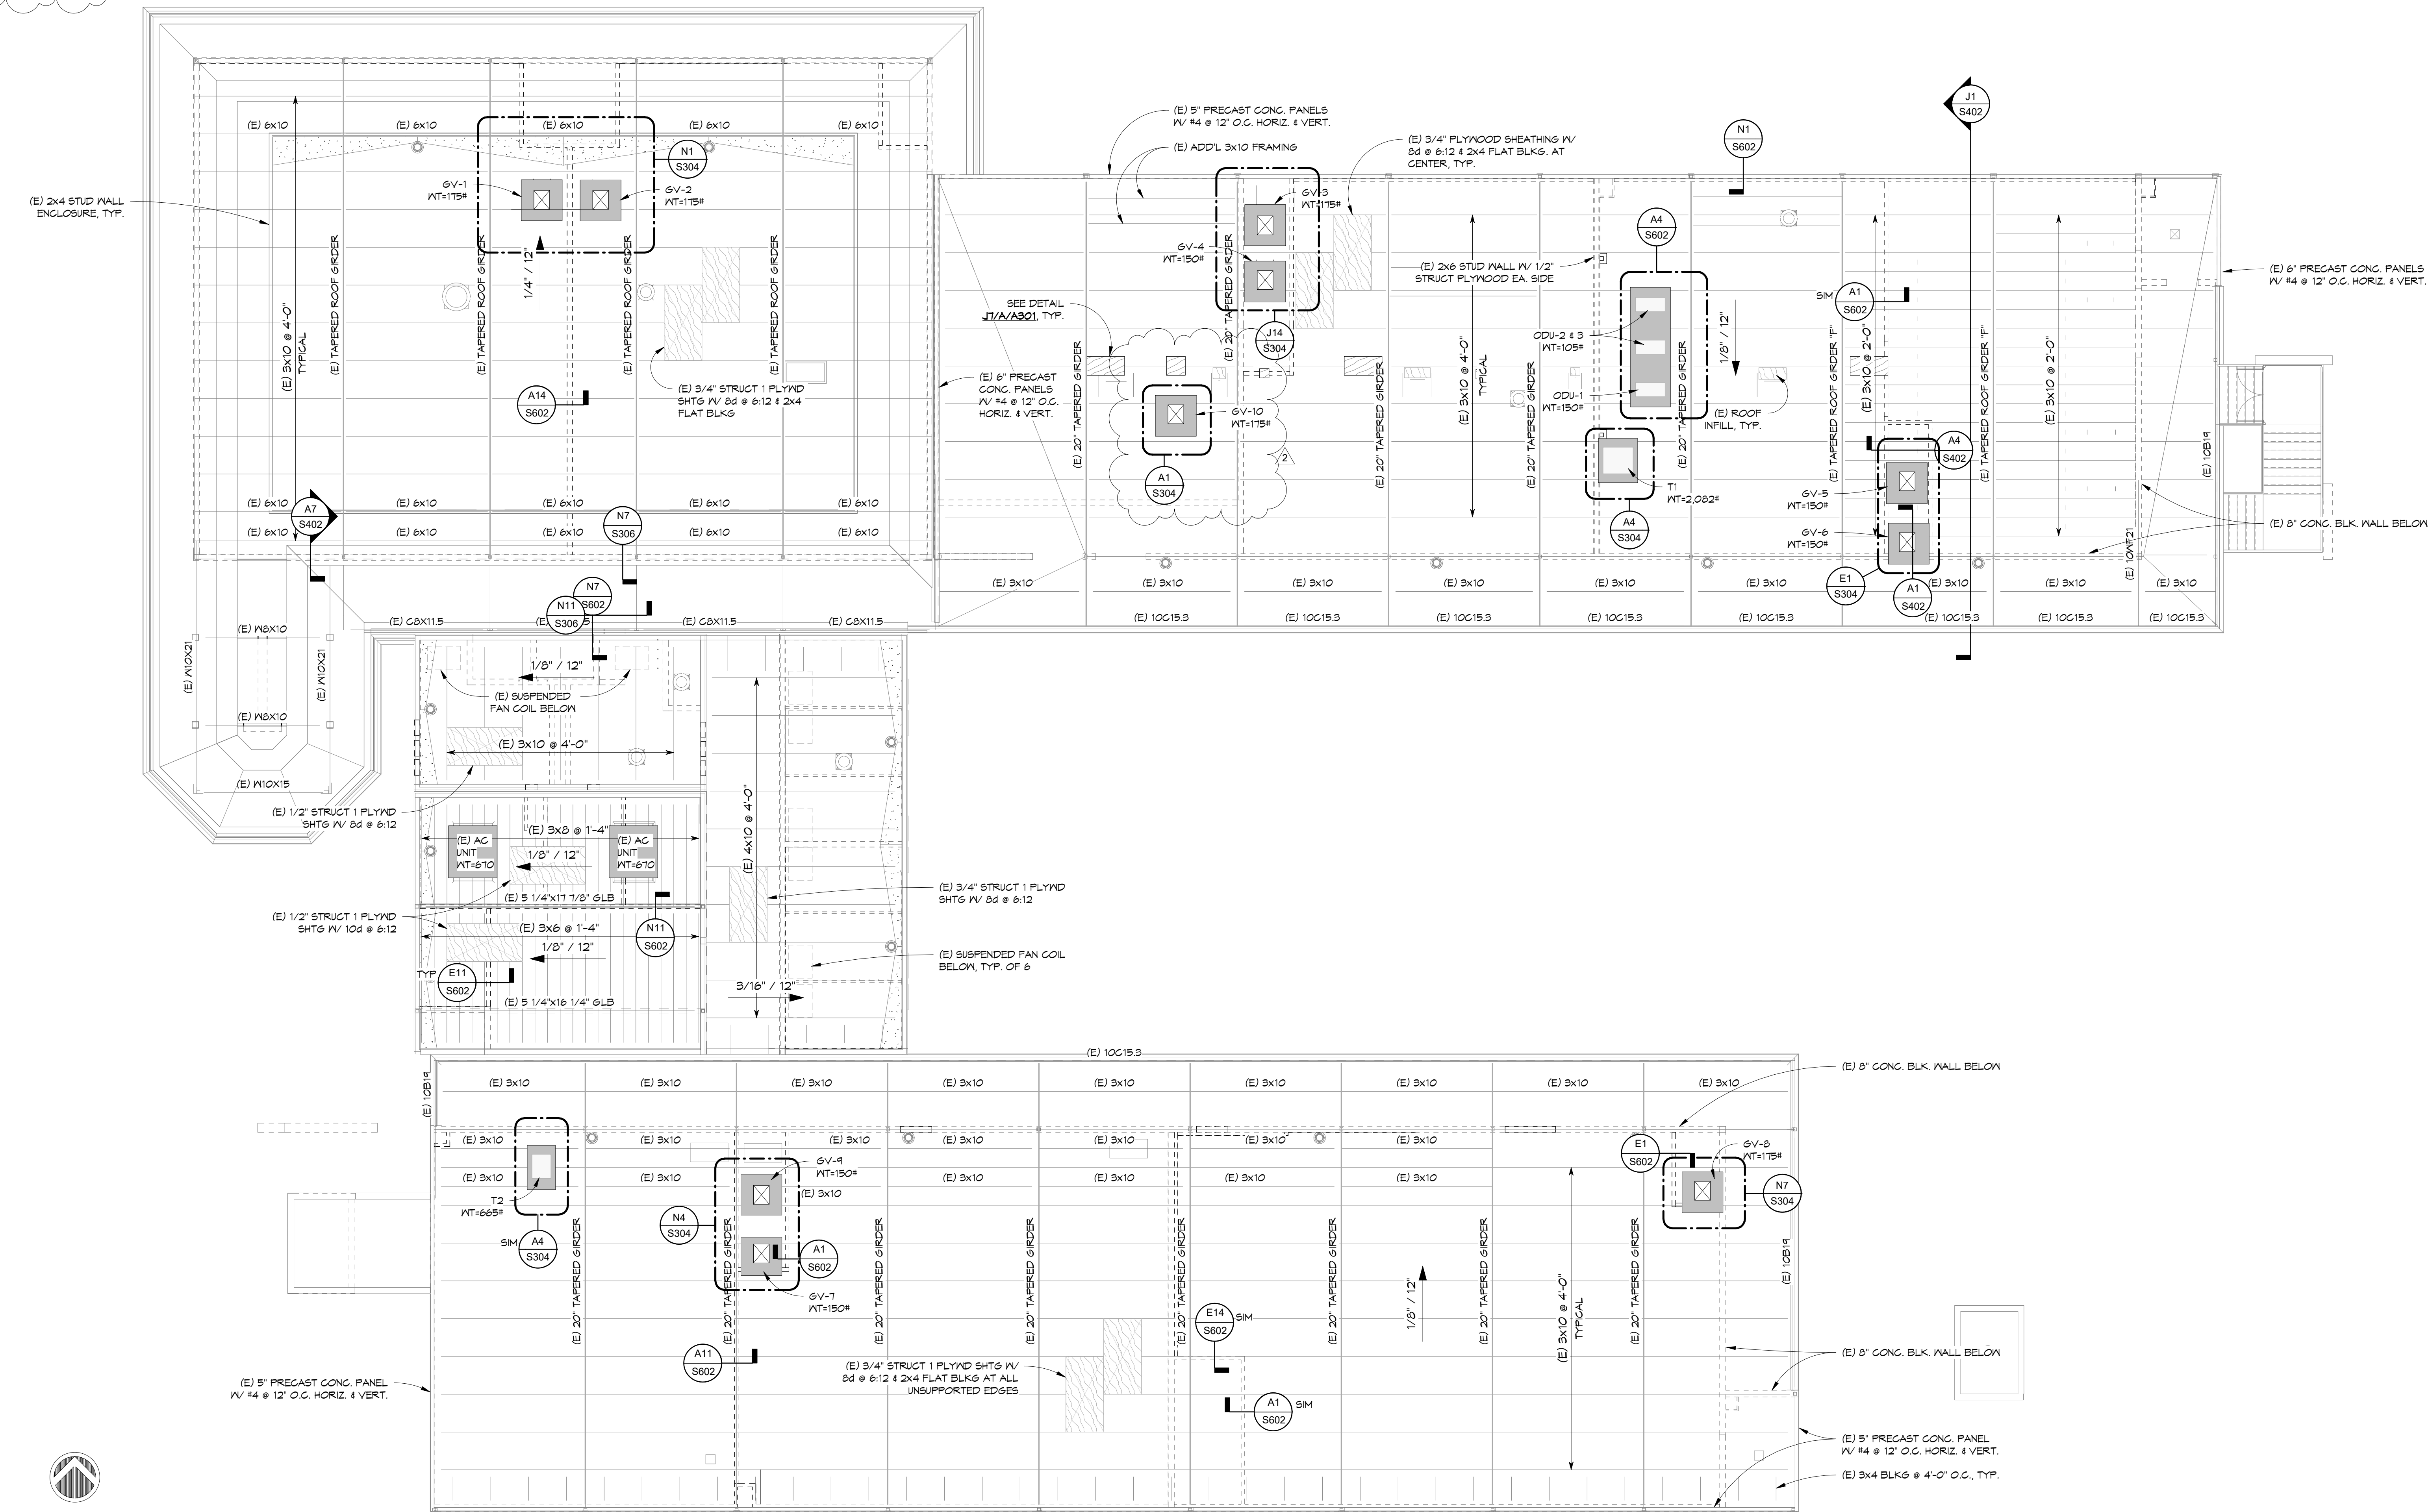 (E) 2x4 STUD WALL
ENCLOSURE, TYP.
(E) 6x10
(E) 6x10
(E) 6x10
(E) 6x10
(E) 6x10
N1
S304
GV-1
WT=175#
GV-2
WT=175#
1/4" / 12"
(E) 3x10 @ 4'-0"
TYPICAL
(E) TAPERED ROOF GIRDER
(E) TAPERED ROOF GIRDER
(E) TAPERED ROOF GIRDER
(E) TAPERED ROOF GIRDER
(E) 3/4" STRUCT 1 PLYWD
SHTG W/ 8d @ 6:12 & 2x4
FLAT BLKG
A14
S602
(E) 6x10
(E) 6x10
(E) 6x10
(E) 6x10
(E) 6x10
A7
S402
N7
S306
(E) 6x10
(E) 6x10
(E) 6x10
(E) 6x10
(E) 6x10
N7
S602
N11
S306
(E) C8X11.5
(E)
5
(E) C8X11.5
(E) C8X11.5
(E) W8X10
(E) W10X21
(E) W10X21
(E) W8X10
(E) W10X15
(E) 5" PRECAST CONC. PANELS
W/ #4 @ 12" O.C. HORIZ. & VERT.
(E) ADD'L 3x10 FRAMING
(E) 3/4" PLYWOOD SHEATHING W/
8d @ 6:12 & 2x4 FLAT BLKG. AT
CENTER, TYP.
GV-3
WT=175#
GV-4
WT=150#
J14
S304
SEE DETAIL
J7/A/A301, TYP.
(E) 6" PRECAST
CONC. PANELS
W/ #4 @ 12" O.C.
HORIZ. & VERT.
(E) 20" TAPERED GIRDER
(E) 20" TAPERED GIRDER
(E) 20" TAPERED GIRDER
(E) 20" TAPERED GIRDER
(E) 20" TAPERED GIRDER
GV-10
WT=175#
A1
S304
2
(E) 3x10 @ 4'-0"
TYPICAL
(E) 2x6 STUD WALL W/ 1/2"
STRUCT PLYWOOD EA. SIDE
A4
S602
N1
S602
J1
S402
ODU-2 & 3
WT=105#
ODU-1
WT=150#
1/8" / 12"
(E) ROOF
INFILL, TYP.
T1
WT=2,082#
A4
S304
SIM
A1
S602
(E) TAPERED ROOF GIRDER "F"
(E) 3x10 @ 2'-0"
(E) TAPERED ROOF GIRDER "F"
(E) 3x10 @ 2'-0"
A4
S402
GV-5
WT=150#
GV-6
WT=150#
E1
S304
A1
S402
(E) 10B19
(E) 10WF21
(E) 6" PRECAST CONC. PANELS
W/ #4 @ 12" O.C. HORIZ. & VERT.
(E) 8" CONC. BLK. WALL BELOW
(E) 3x10
(E) 3x10
(E) 3x10
(E) 3x10
(E) 3x10
(E) 3x10
(E) 3x10
(E) 3x10
(E) 3x10
(E) 10C15.3
(E) 10C15.3
(E) 10C15.3
(E) 10C15.3
(E) 10C15.3
(E) 10C15.3
(E) 10C15.3
(E) 10C15.3
1/8" / 12"
(E) SUSPENDED
FAN COIL BELOW
(E) 3x10 @ 4'-0"
(E) 1/2" STRUCT 1 PLYWD
SHTG W/ 8d @ 6:12
(E) 3x8 @ 1'-4"
(E) AC
UNIT
WT=670
1/8" / 12"
(E) AC
UNIT
WT=670
(E) 5 1/4"x17 7/8" GLB
(E) 1/2" STRUCT 1 PLYWD
SHTG W/ 10d @ 6:12
(E) 3x6 @ 1'-4"
1/8" / 12"
N11
S602
TYP
E11
S602
(E) 5 1/4"x16 1/4" GLB
(E) 4x10 @ 4'-0"
(E) 3/4" STRUCT 1 PLYWD
SHTG W/ 8d @ 6:12
(E) SUSPENDED FAN COIL
BELOW, TYP. OF 6
3/16" / 12"
(E) 10C15.3
(E) 10B19
(E) 3x10
(E) 3x10
(E) 3x10
(E) 3x10
(E) 3x10
(E) 3x10
(E) 3x10
(E) 3x10
(E) 3x10
(E) 8" CONC. BLK. WALL BELOW
(E) 3x10
(E) 3x10
(E) 3x10
(E) 3x10
(E) 3x10
(E) 3x10
(E) 3x10
(E) 3x10
(E) 3x10
(E) 3x10
(E) 3x10
(E) 3x10
(E) 3x10
(E) 3x10
T2
WT=665#
SIM
A4
S304
GV-9
WT=150#
N4
S304
A1
S602
GV-7
WT=150#
A11
S602
E1
S602
GV-8
WT=175#
N7
S304
(E) 20" TAPERED GIRDER
(E) 20" TAPERED GIRDER
(E) 20" TAPERED GIRDER
(E) 20" TAPERED GIRDER
(E) 20" TAPERED GIRDER
(E) 20" TAPERED GIRDER
(E) 20" TAPERED GIRDER
(E) 20" TAPERED GIRDER
1/8" / 12"
(E) 3x10 @ 4'-0"
TYPICAL
(E) 10B19
E14
S602
SIM
A1
S602
SIM
(E) 3/4" STRUCT 1 PLYWD SHTG W/
8d @ 6:12 & 2x4 FLAT BLKG AT ALL
UNSUPPORTED EDGES
(E) 5" PRECAST CONC. PANEL
W/ #4 @ 12" O.C. HORIZ. & VERT.
(E) 8" CONC. BLK. WALL BELOW
(E) 5" PRECAST CONC. PANEL
W/ #4 @ 12" O.C. HORIZ. & VERT.
(E) 3x4 BLKG @ 4'-0" O.C., TYP.